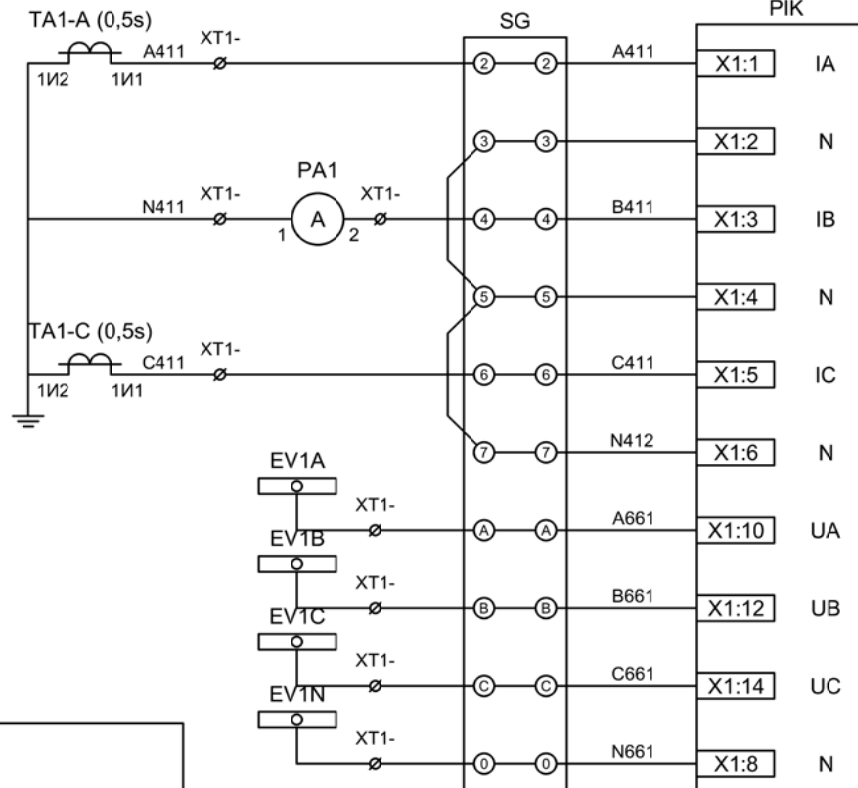 TA1-A (0,5s)
SG
PIK
A411
XT1-
2
2
A411
X1:1
IA
1И2
1И1
3
3
X1:2
N
PA1
N411
XT1-
A
1
2
XT1-
4
4
B411
X1:3
IB
5
5
X1:4
N
TA1-C (0,5s)
C411
XT1-
6
6
C411
X1:5
IC
1И2
1И1
7
7
N412
X1:6
N
EV1A
XT1-
A
A
A661
X1:10
UA
EV1B
XT1-
B
B
B661
X1:12
UB
EV1C
XT1-
C
C
C661
X1:14
UC
EV1N
XT1-
0
0
N661
X1:8
N